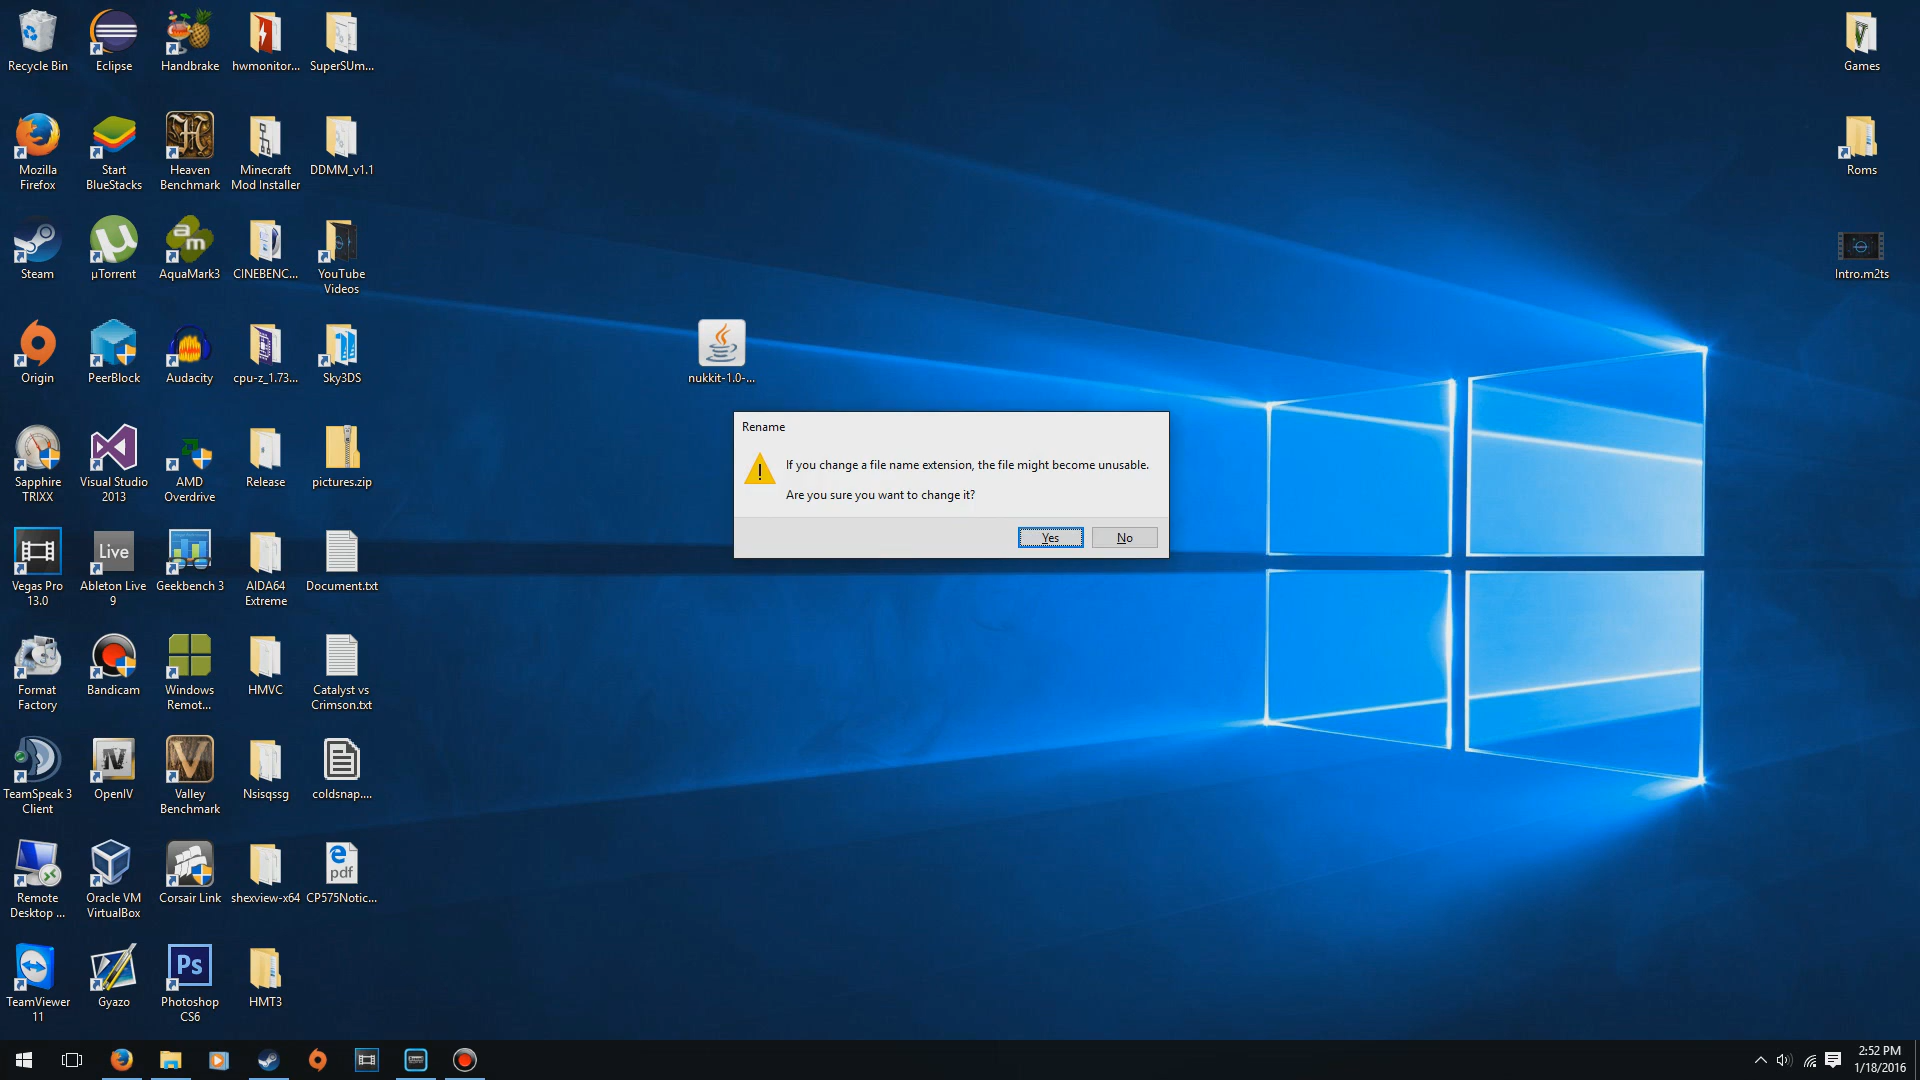 Recycle Bin
Eclipse
Handbrake
hwmonitor...
SuperSUm...
Games
Mozilla
Firefox
Start
BlueStacks
Heaven
Benchmark
Minecraft
Mod Installer
DDMM_v1.1
Roms
Steam
µTorrent
am
AquaMark3
CINEBENC...
YouTube
Videos
Intro.m2ts
Origin
PeerBlock
Audacity
cpu-z_1.73...
Sky3DS
nukkit-1.0-...
Rename
If you change a file name extension, the file might become unusable.
Are you sure you want to change it?
Yes
No
Sapphire
TRIXX
Visual Studio
2013
AMD
Overdrive
Release
pictures.zip
Vegas Pro
13.0
Live
Ableton Live
9
Geekbench 3
AIDA64
Extreme
Document.txt
Format
Factory
Bandicam
Windows
Remot...
HMVC
Catalyst vs
Crimson.txt
TeamSpeak 3
Client
IV
OpenIV
V
Valley
Benchmark
Nsisqssg
coldsnap....
Remote
Desktop ...
Oracle VM
VirtualBox
Corsair Link
shexview-x64
pdf
CP575Notic...
TeamViewer
11
Gyazo
Ps
Photoshop
CS6
HMT3
2:52 PM
1/18/2016